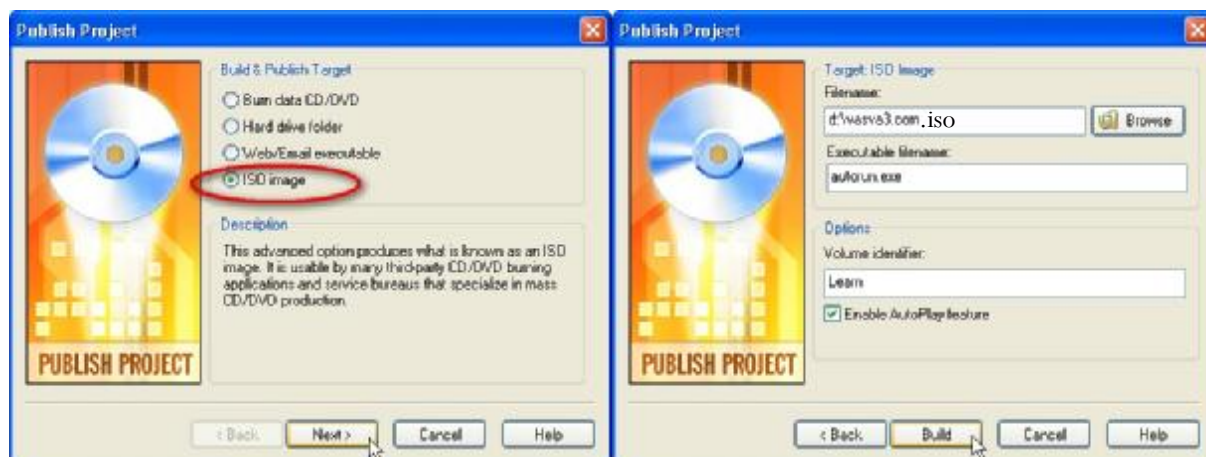 Publish Project
Build & Publish Target
Burn data CD/DVD
Hard drive folder
Web/Email executable
ISO image
Description
This advanced option produces what is known as an ISO
image. It is usable by many third-party CD/DVD burning
applications and service bureaus that specialize in mass
CD/DVD production.
PUBLISH PROJECT
< Back
Next >
Cancel
Help
Publish Project
Target: ISO Image
Filename:
.iso
Browse
Executable filename:
autorun.exe
Options
Volume identifier:
Learn
Enable AutoPlay feature
PUBLISH PROJECT
< Back
Build
Cancel
Help